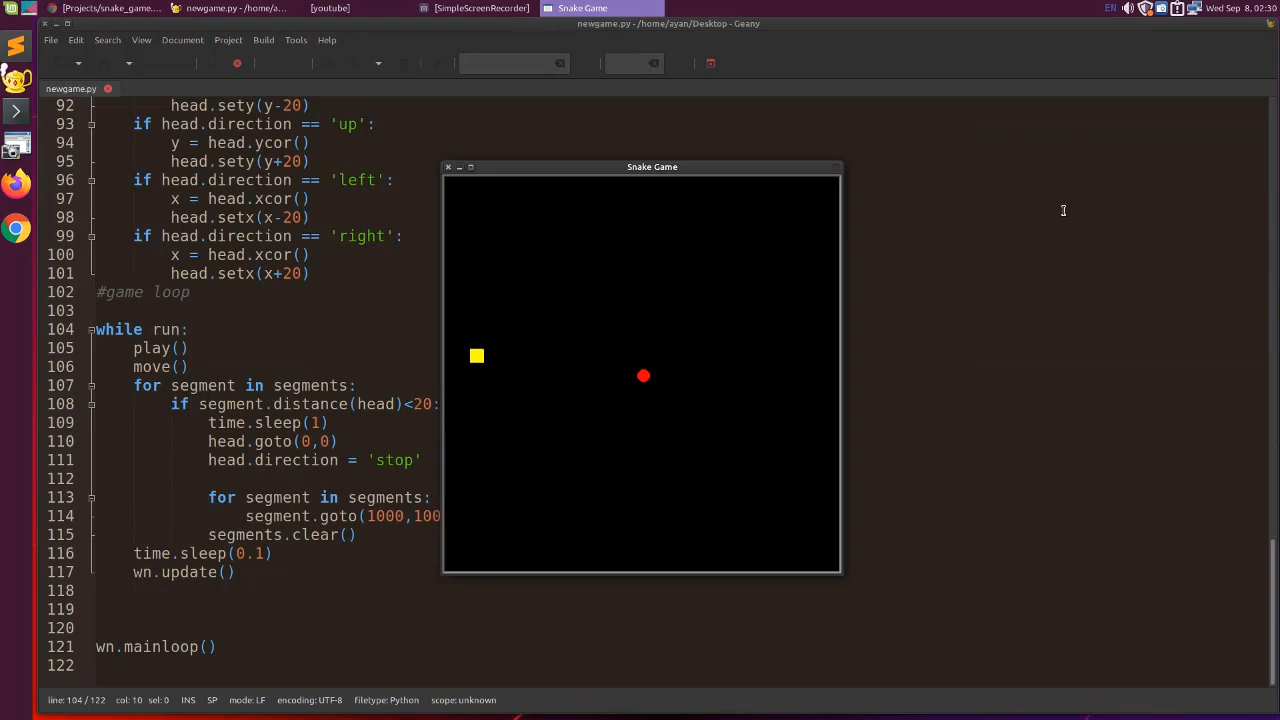 [Projects/snake_game....
newgame.py - /home/a...
[youtube]
[SimpleScreenRecorder]
Snake Game
EN
Wed Sep 8, 02:30
newgame.py - /home/ayan/Desktop - Geany
File Edit Search View Document Project Build Tools Help
newgame.py
92 head.sety(y-20)
93 if head.direction == 'up':
94 y = head.ycor()
95 head.sety(y+20)
96 if head.direction == 'left':
97 x = head.xcor()
98 head.setx(x-20)
99 if head.direction == 'right':
100 x = head.xcor()
101 head.setx(x+20)
102 #game loop
103
104 while run:
105 play()
106 move()
107 for segment in segments:
108 if segment.distance(head)<20:
109 time.sleep(1)
110 head.goto(0,0)
111 head.direction = 'stop'
112
113 for segment in segments:
114 segment.goto(1000,100
115 segments.clear()
116 time.sleep(0.1)
117 wn.update()
118
119
120
121 wn.mainloop()
122
Snake Game
line: 104 / 122 col: 10 sel: 0 INS SP mode: LF encoding: UTF-8 filetype: Python scope: unknown